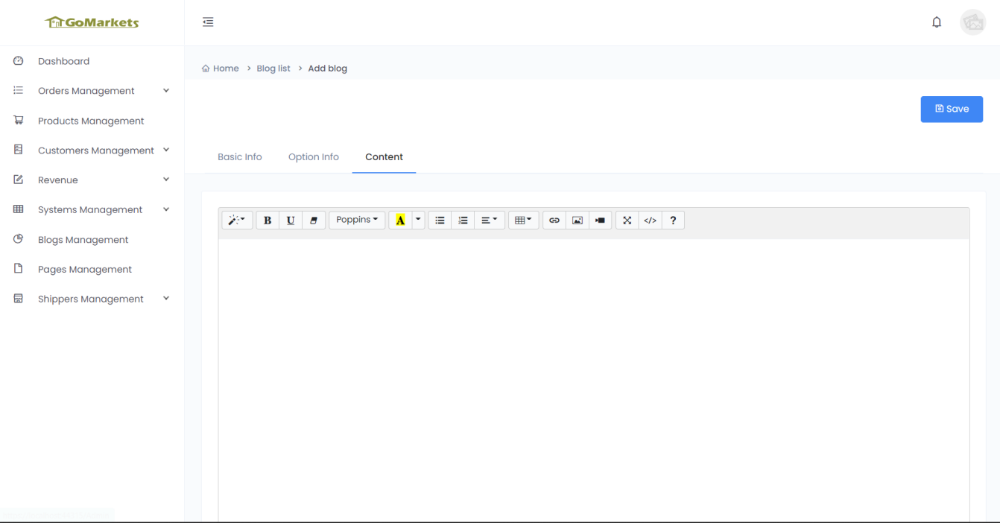 GoMarkets
Dashboard
Orders Management
Products Management
Customers Management
Revenue
Systems Management
Blogs Management
Pages Management
Shippers Management
Home > Blog list > Add blog
Save
Basic Info Option Info Content
B U Poppins A </> ?